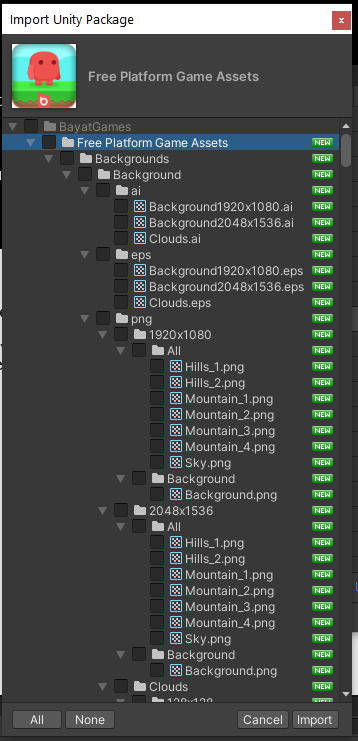 Import Unity Package
x
b
Free Platform Game Assets
BayatGames
Free Platform Game Assets NEW
Backgrounds NEW
Background NEW
ai NEW
Background1920x1080.ai NEW
Background2048x1536.ai NEW
Clouds.ai NEW
eps NEW
Background1920x1080.eps NEW
Background2048x1536.eps NEW
Clouds.eps NEW
png NEW
1920x1080 NEW
All NEW
Hills_1.png NEW
Hills_2.png NEW
Mountain_1.png NEW
Mountain_2.png NEW
Mountain_3.png NEW
Mountain_4.png NEW
Sky.png NEW
Background NEW
Background.png NEW
2048x1536 NEW
All NEW
Hills_1.png NEW
Hills_2.png NEW
Mountain_1.png NEW
Mountain_2.png NEW
Mountain_3.png NEW
Mountain_4.png NEW
Sky.png NEW
Background NEW
Background.png NEW
Clouds NEW
128x128 NEW
All None Cancel Import